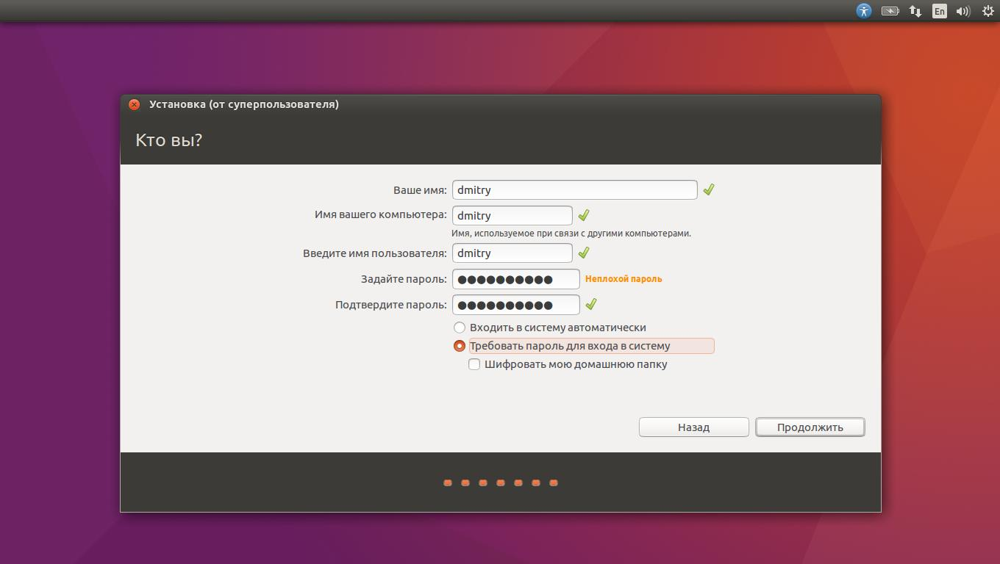 En
Установка (от суперпользователя)
Кто вы?
Ваше имя: dmitry
Имя вашего компьютера: dmitry
Имя, используемое при связи с другими компьютерами.
Введите имя пользователя: dmitry
Задайте пароль: ●●●●●●●●●● Неплохой пароль
Подтвердите пароль: ●●●●●●●●●●
Входить в систему автоматически
Требовать пароль для входа в систему
Шифровать мою домашнюю папку
Назад Продолжить